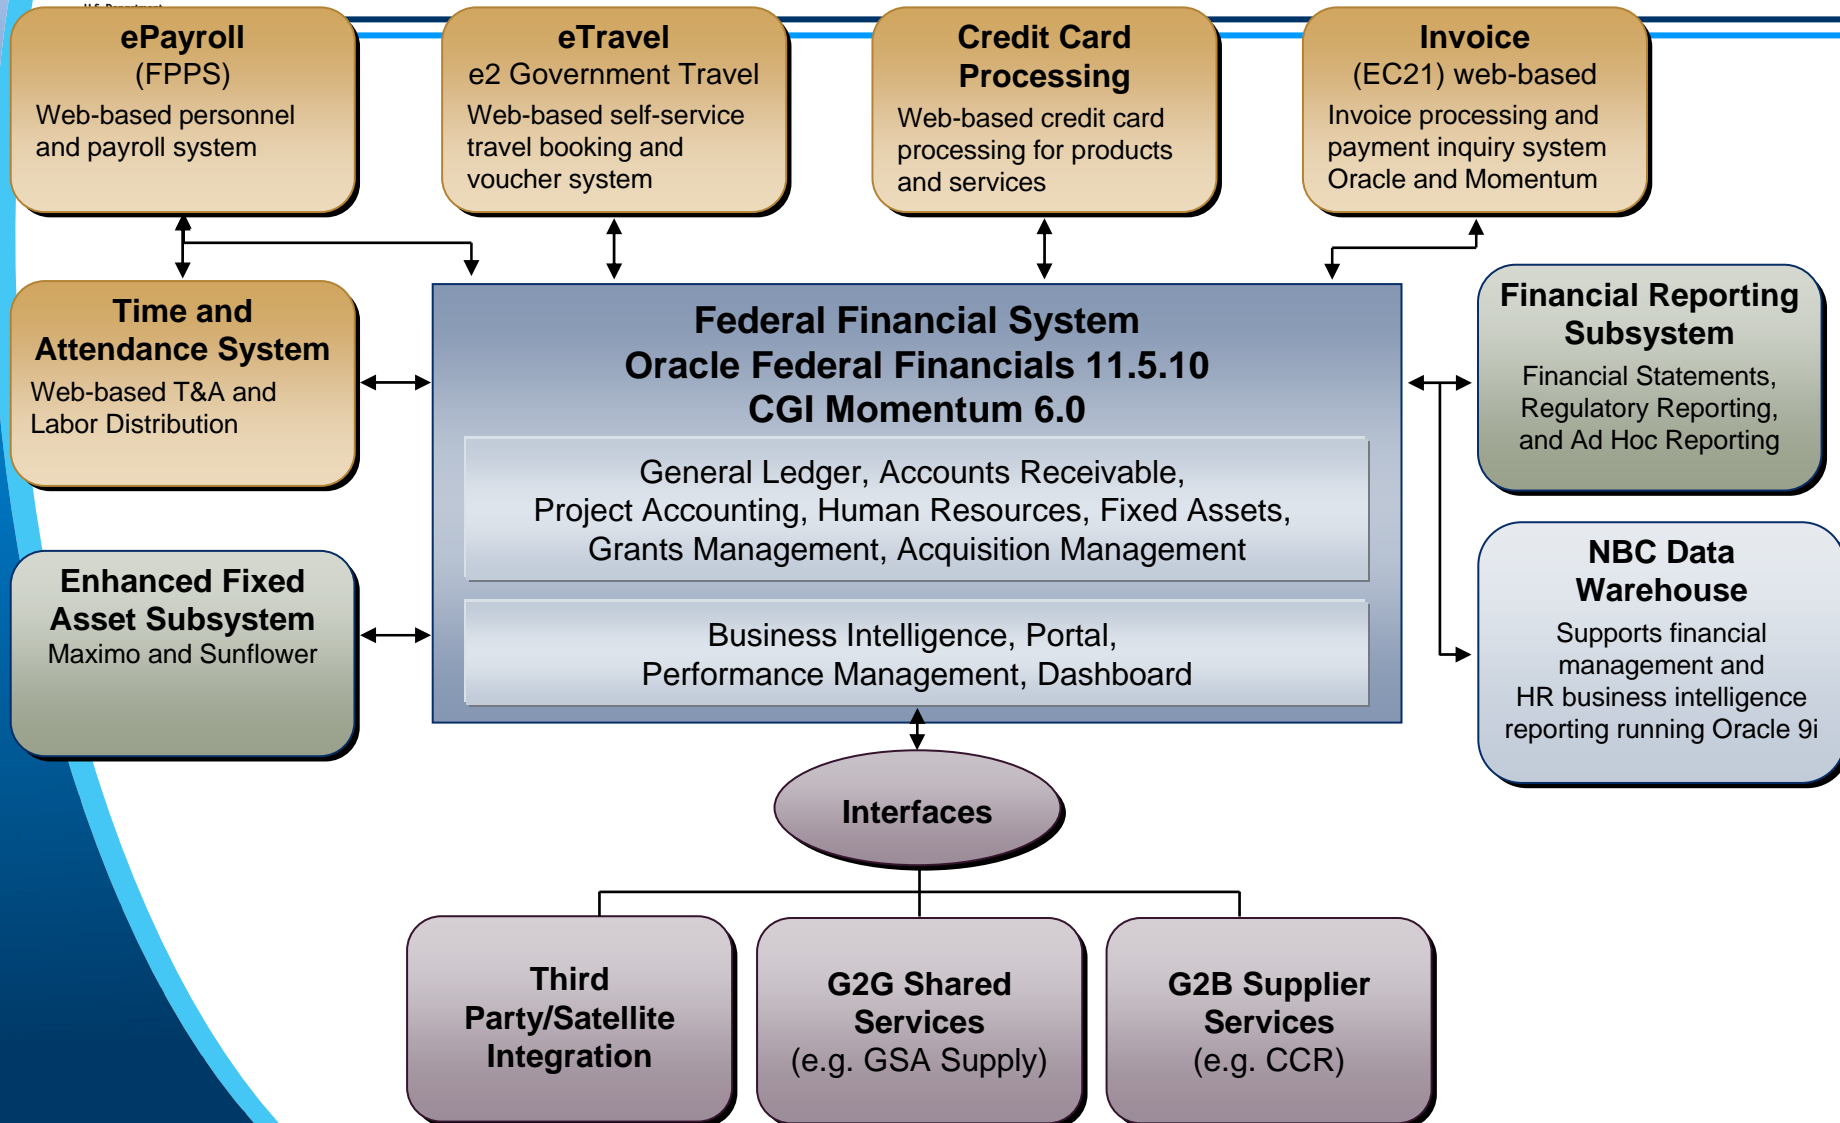 U.S. Department
ePayroll
(FPPS)
Web-based personnel
and payroll system
eTravel
e2 Government Travel
Web-based self-service
travel booking and
voucher system
Credit Card
Processing
Web-based credit card
processing for products
and services
Invoice
(EC21) web-based
Invoice processing and
payment inquiry system
Oracle and Momentum
Time and
Attendance System
Web-based T&A and
Labor Distribution
Federal Financial System
Oracle Federal Financials 11.5.10
CGI Momentum 6.0
General Ledger, Accounts Receivable,
Project Accounting, Human Resources, Fixed Assets,
Grants Management, Acquisition Management
Business Intelligence, Portal,
Performance Management, Dashboard
Financial Reporting
Subsystem
Financial Statements,
Regulatory Reporting,
and Ad Hoc Reporting
Enhanced Fixed
Asset Subsystem
Maximo and Sunflower
NBC Data
Warehouse
Supports financial
management and
HR business intelligence
reporting running Oracle 9i
Interfaces
Third
Party/Satellite
Integration
G2G Shared
Services
(e.g. GSA Supply)
G2B Supplier
Services
(e.g. CCR)